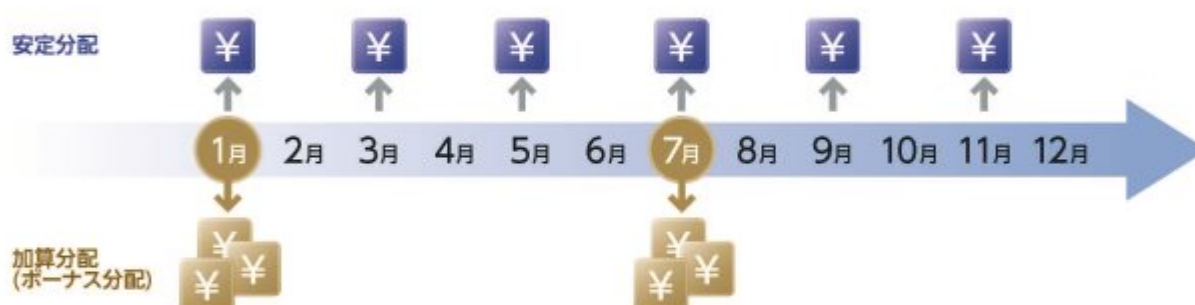 安定分配
¥ ¥ ¥ ¥ ¥ ¥
1月 2月 3月 4月 5月 6月 7月 8月 9月 10月 11月 12月
加算分配
(ボーナス分配)
¥ ¥ ¥ ¥ ¥ ¥